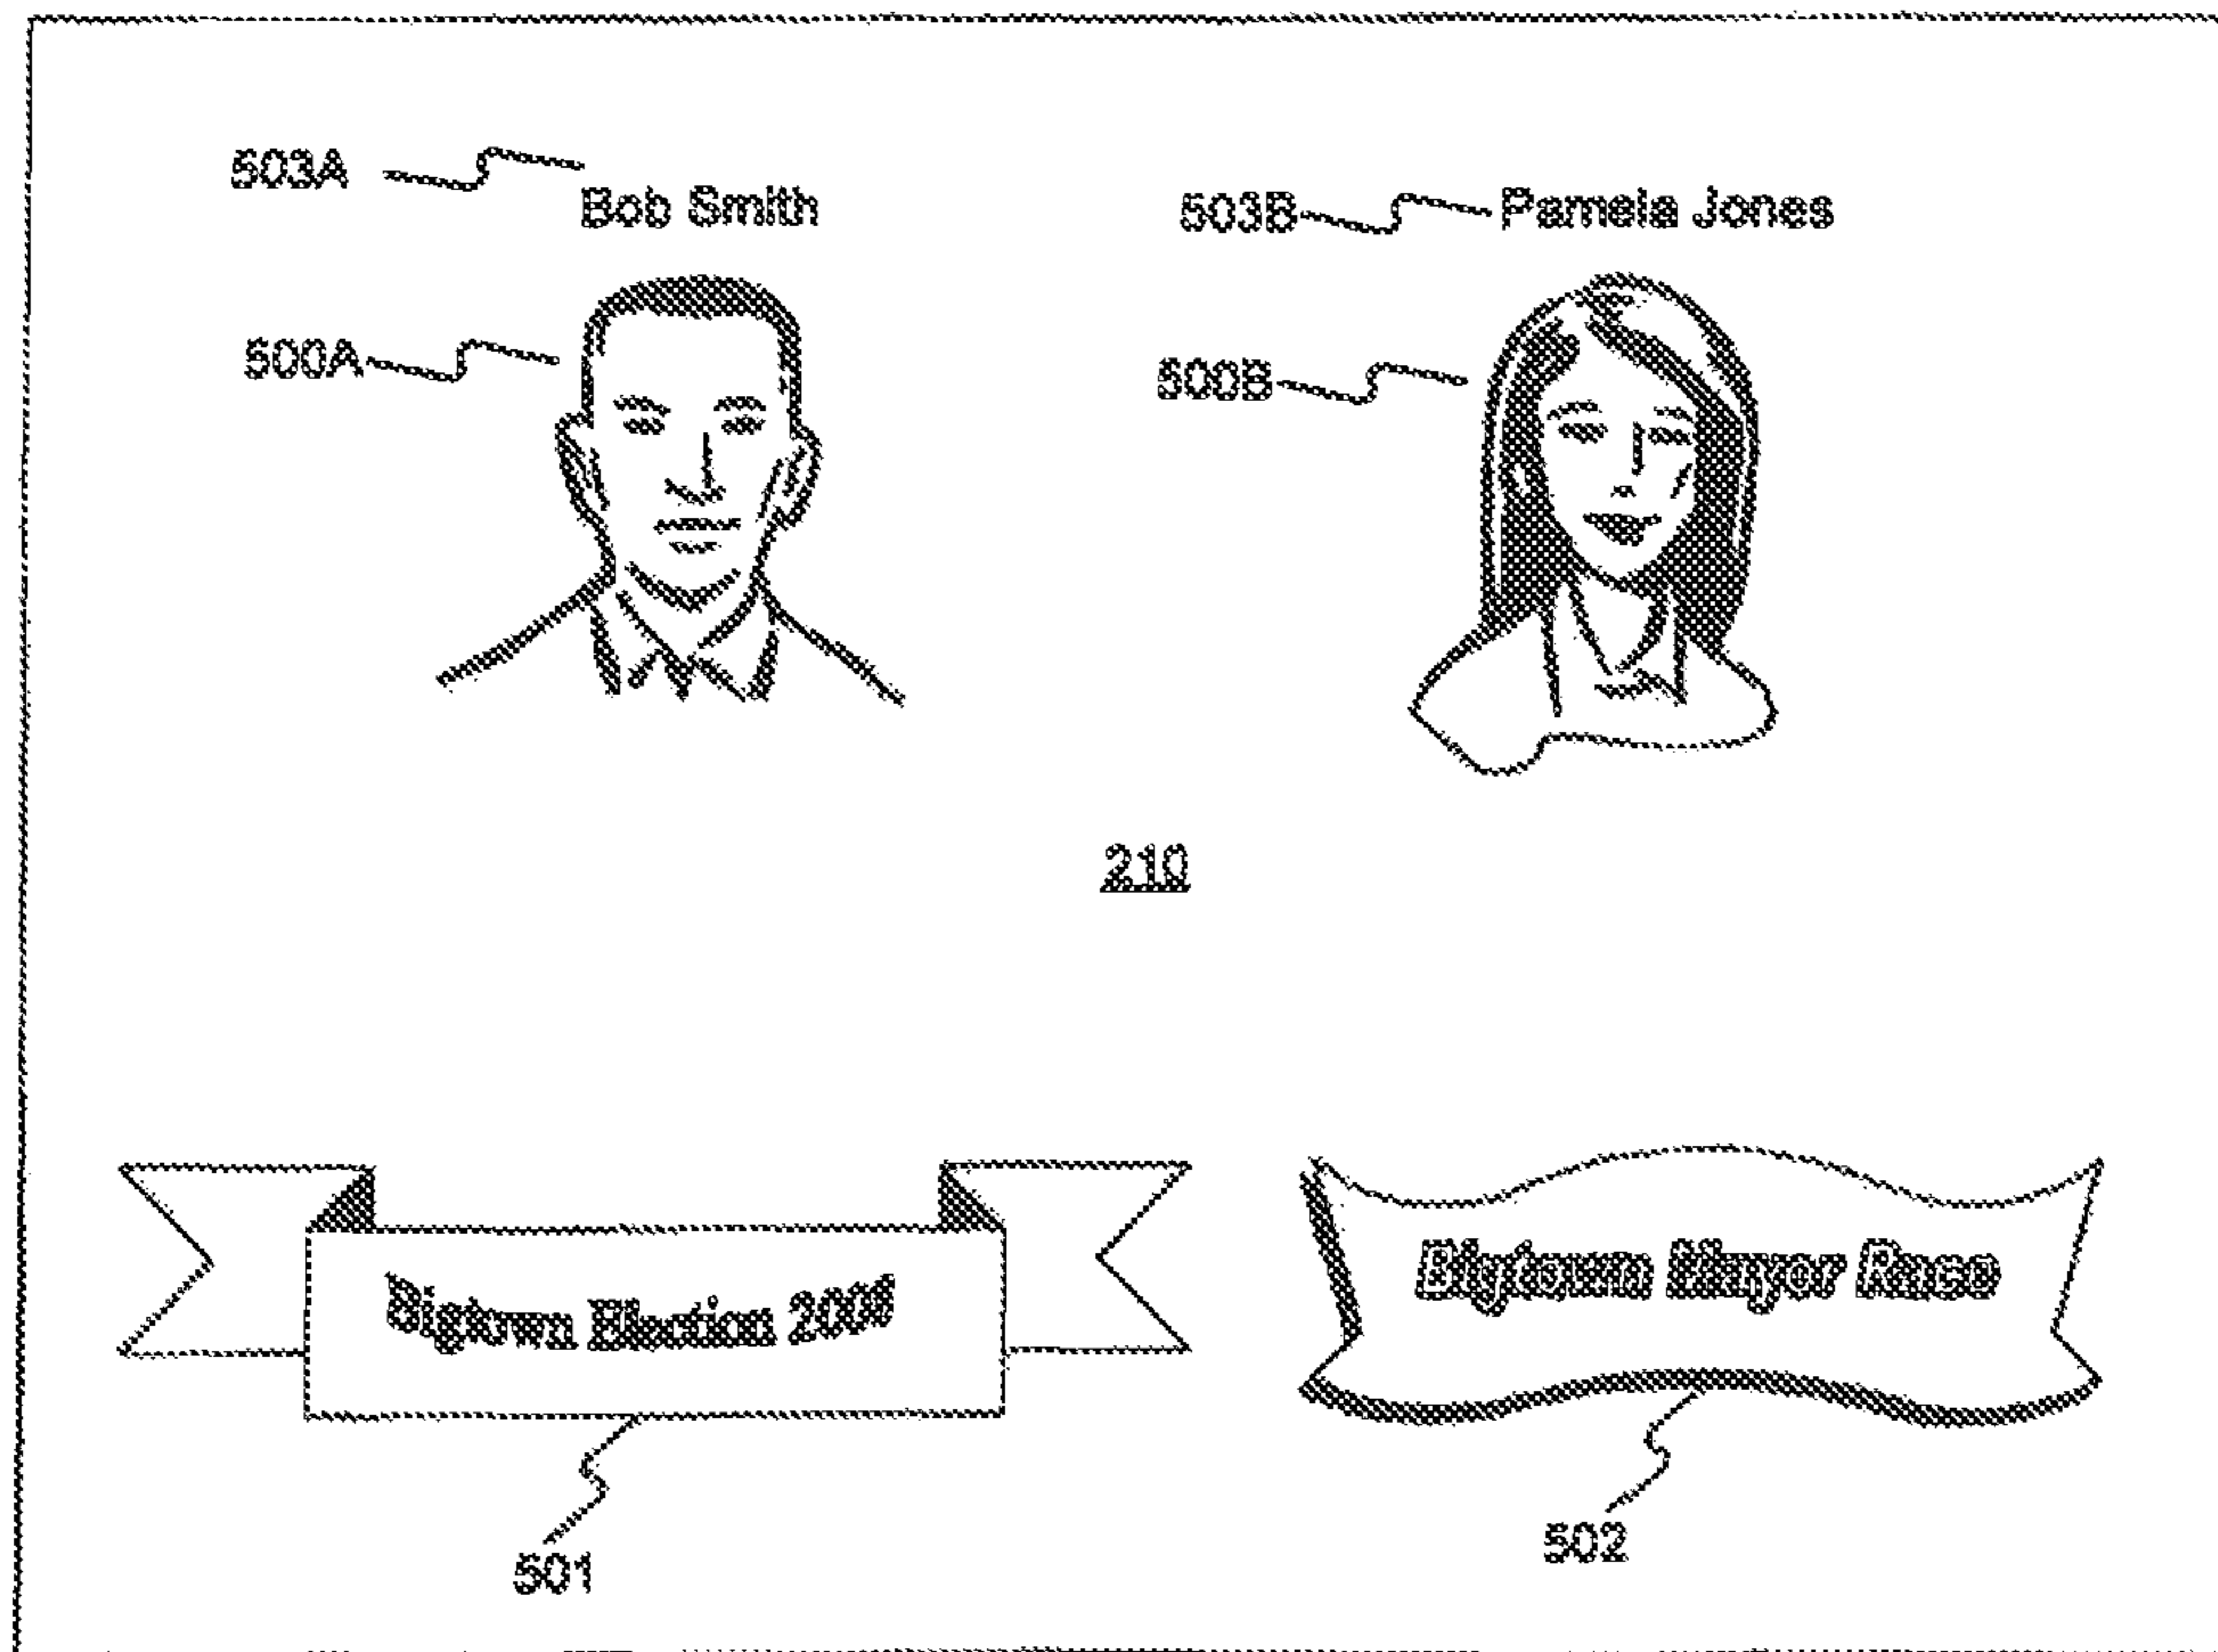 503A
Bob Smith
503B
Pamela Jones
500A
500B
210
Bigtown Election 2008
Bigtown Mayor Race
501
502